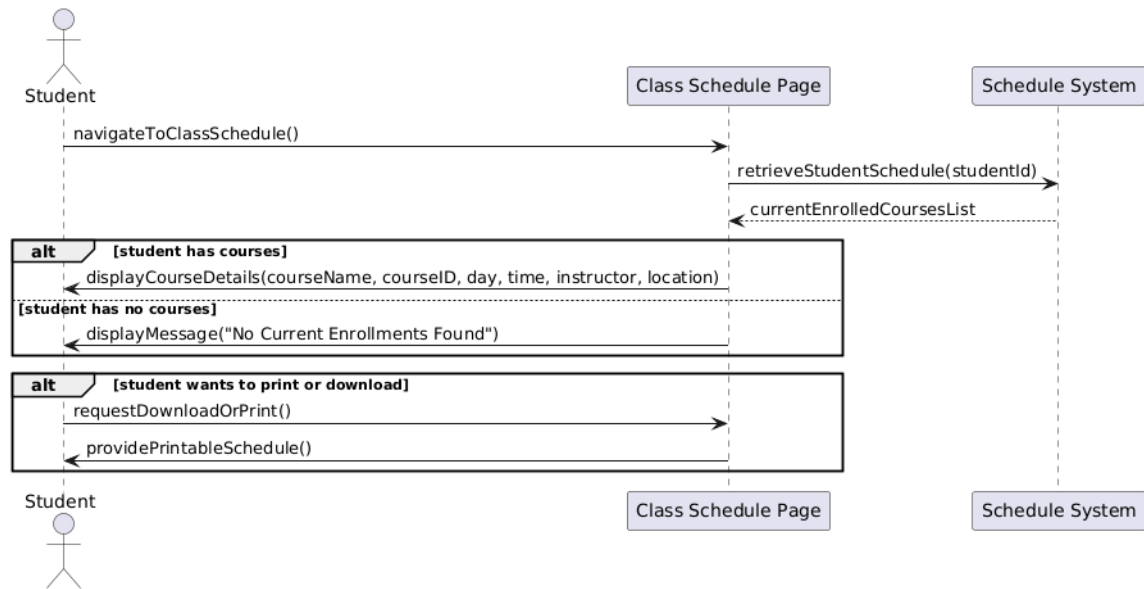 Student
Class Schedule Page
Schedule System
navigateToClassSchedule()
retrieveStudentSchedule(studentId)
currentEnrolledCoursesList
alt [student has courses]
displayCourseDetails(courseName, courseID, day, time, instructor, location)
[student has no courses]
displayMessage("No Current Enrollments Found")
alt [student wants to print or download]
requestDownloadOrPrint()
providePrintableSchedule()
Student
Class Schedule Page
Schedule System